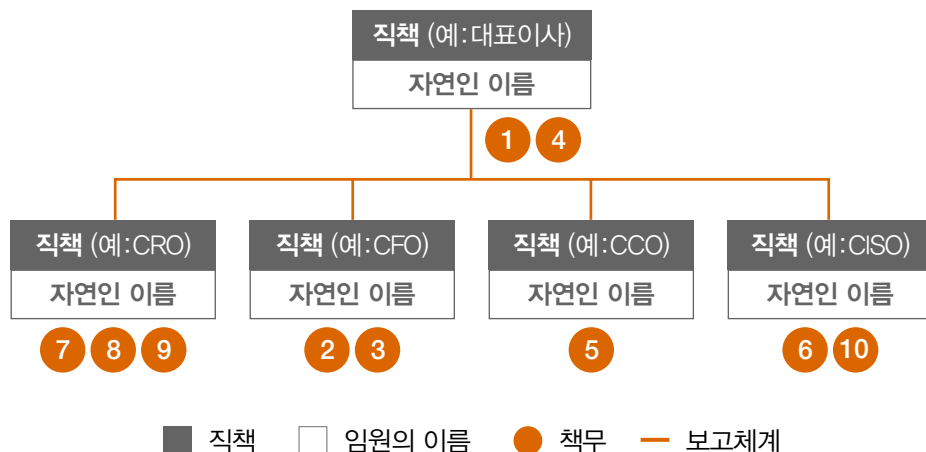 직책 (예:대표이사)
자연인 이름
1 4
직책 (예:CRO) 직책 (예:CFO) 직책 (예:CCO) 직책 (예:CISO)
자연인 이름 자연인 이름 자연인 이름 자연인 이름
7 8 9 2 3 5 6 10
직책 임원의 이름 책무 보고체계